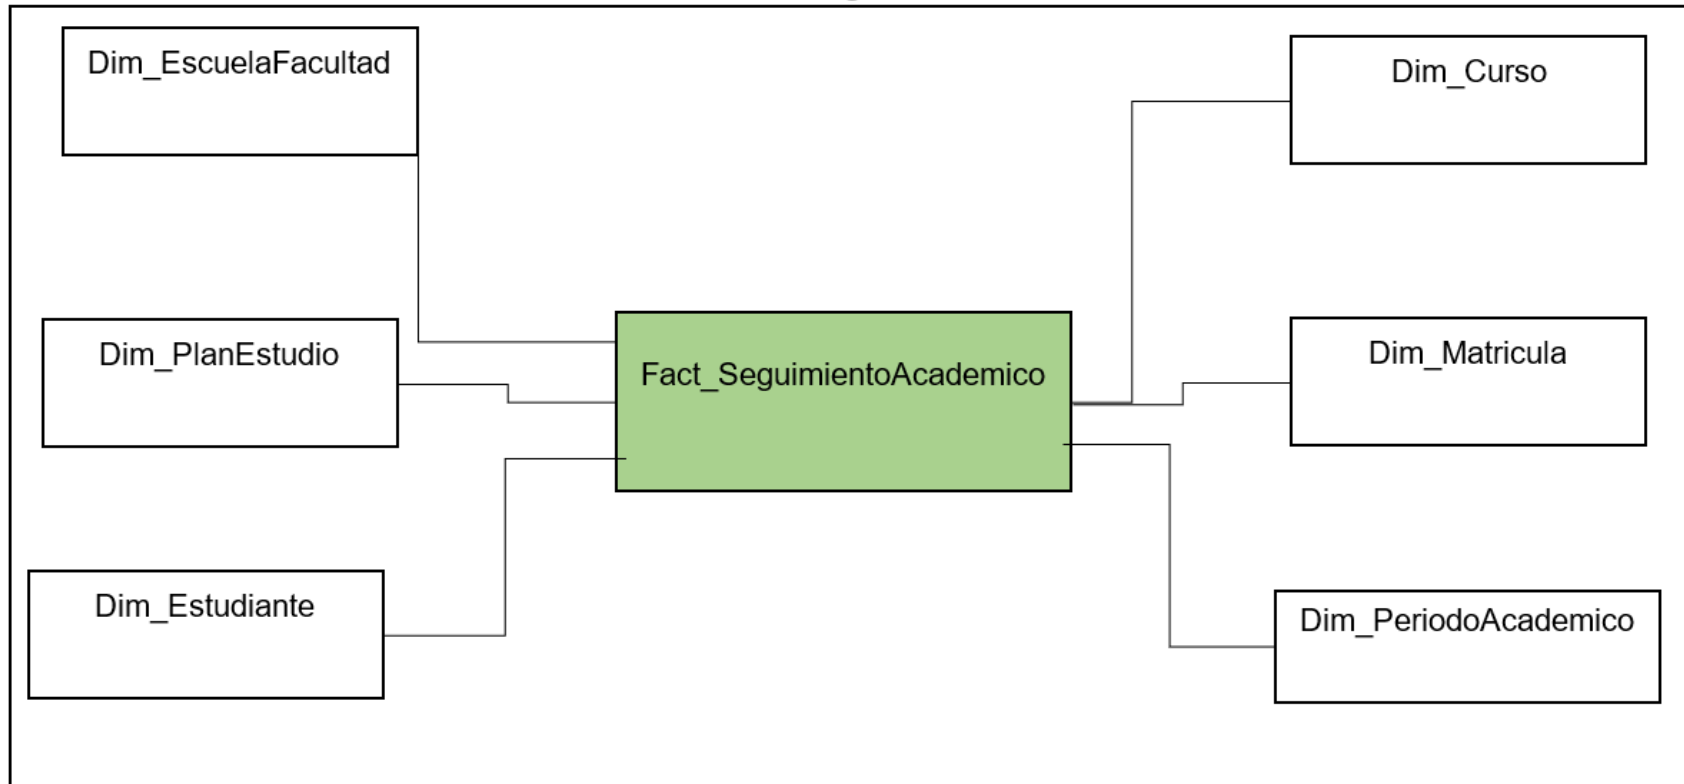 Dim_EscuelaFacultad
Dim_Curso
Dim_PlanEstudio
Fact_SeguimientoAcademico
Dim_Matricula
Dim_Estudiante
Dim_PeriodoAcademico